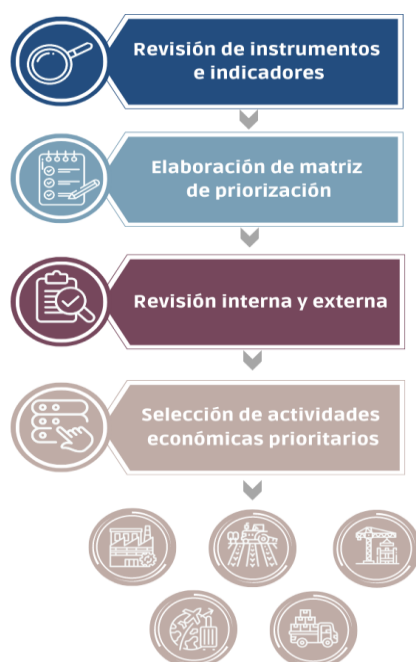 Revisión de instrumentos
e indicadores
Elaboración de matriz
de priorización
Revisión interna y externa
Selección de actividades
económicas prioritarios